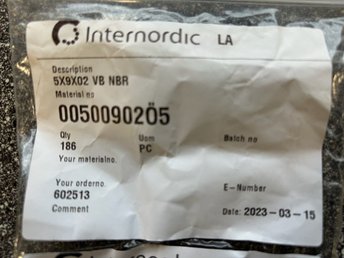 Internordic LA
Description
5X9X02 VB NBR
Material no
0050090205
Qty Uom Batch no
186 PC
Your materialno.
Your orderno. E-Number
602513
Comment Date: 2023-03-15